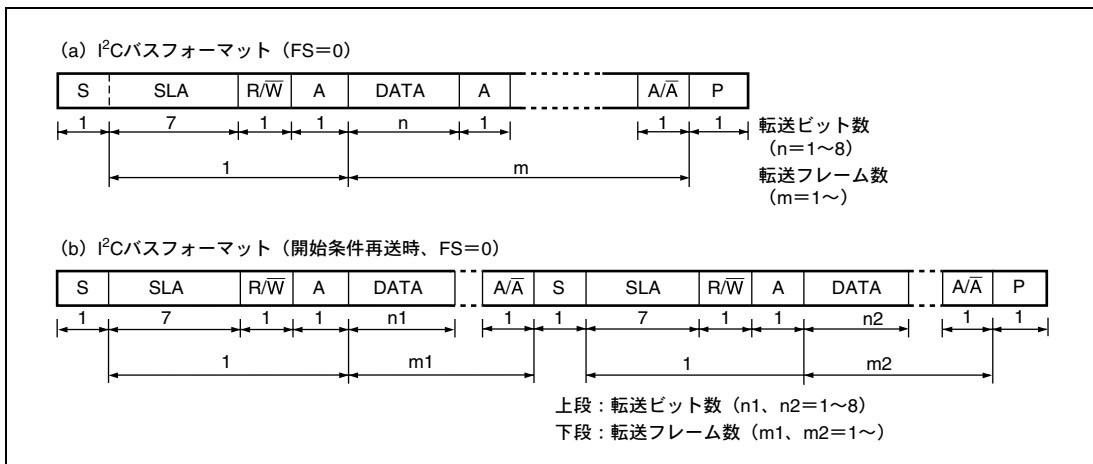 (a) I²Cバスフォーマット（FS＝0）
S SLA R/W̅ A DATA A A/A̅ P
1 7 1 1 n 1 1 1 転送ビット数
（n＝1～8）
1 m 転送フレーム数
（m＝1～）
(b) I²Cバスフォーマット（開始条件再送時、FS＝0）
S SLA R/W̅ A DATA A/A̅ S SLA R/W̅ A DATA A/A̅ P
1 7 1 1 n1 1 1 7 1 1 n2 1 1
1 m1 1 m2
上段：転送ビット数（n1、n2＝1～8）
下段：転送フレーム数（m1、m2＝1～）